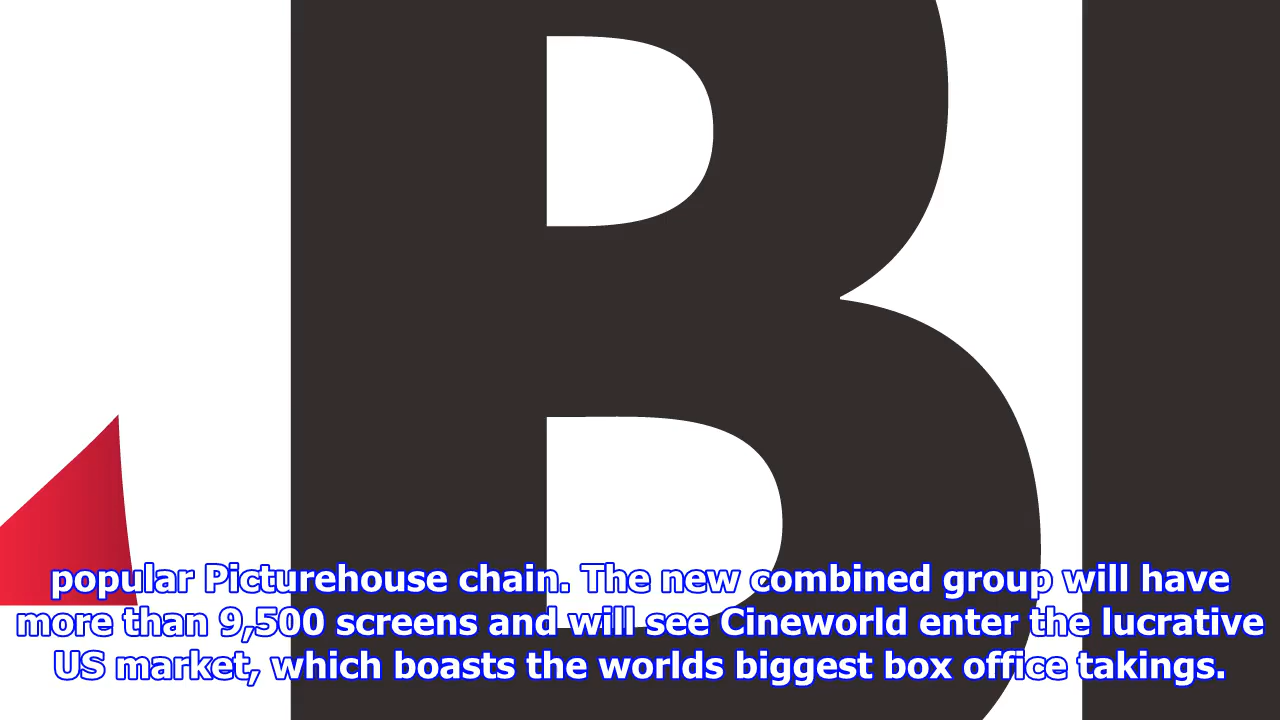 B
popular Picturehouse chain. The new combined group will have
more than 9,500 screens and will see Cineworld enter the lucrative
US market, which boasts the worlds biggest box office takings.